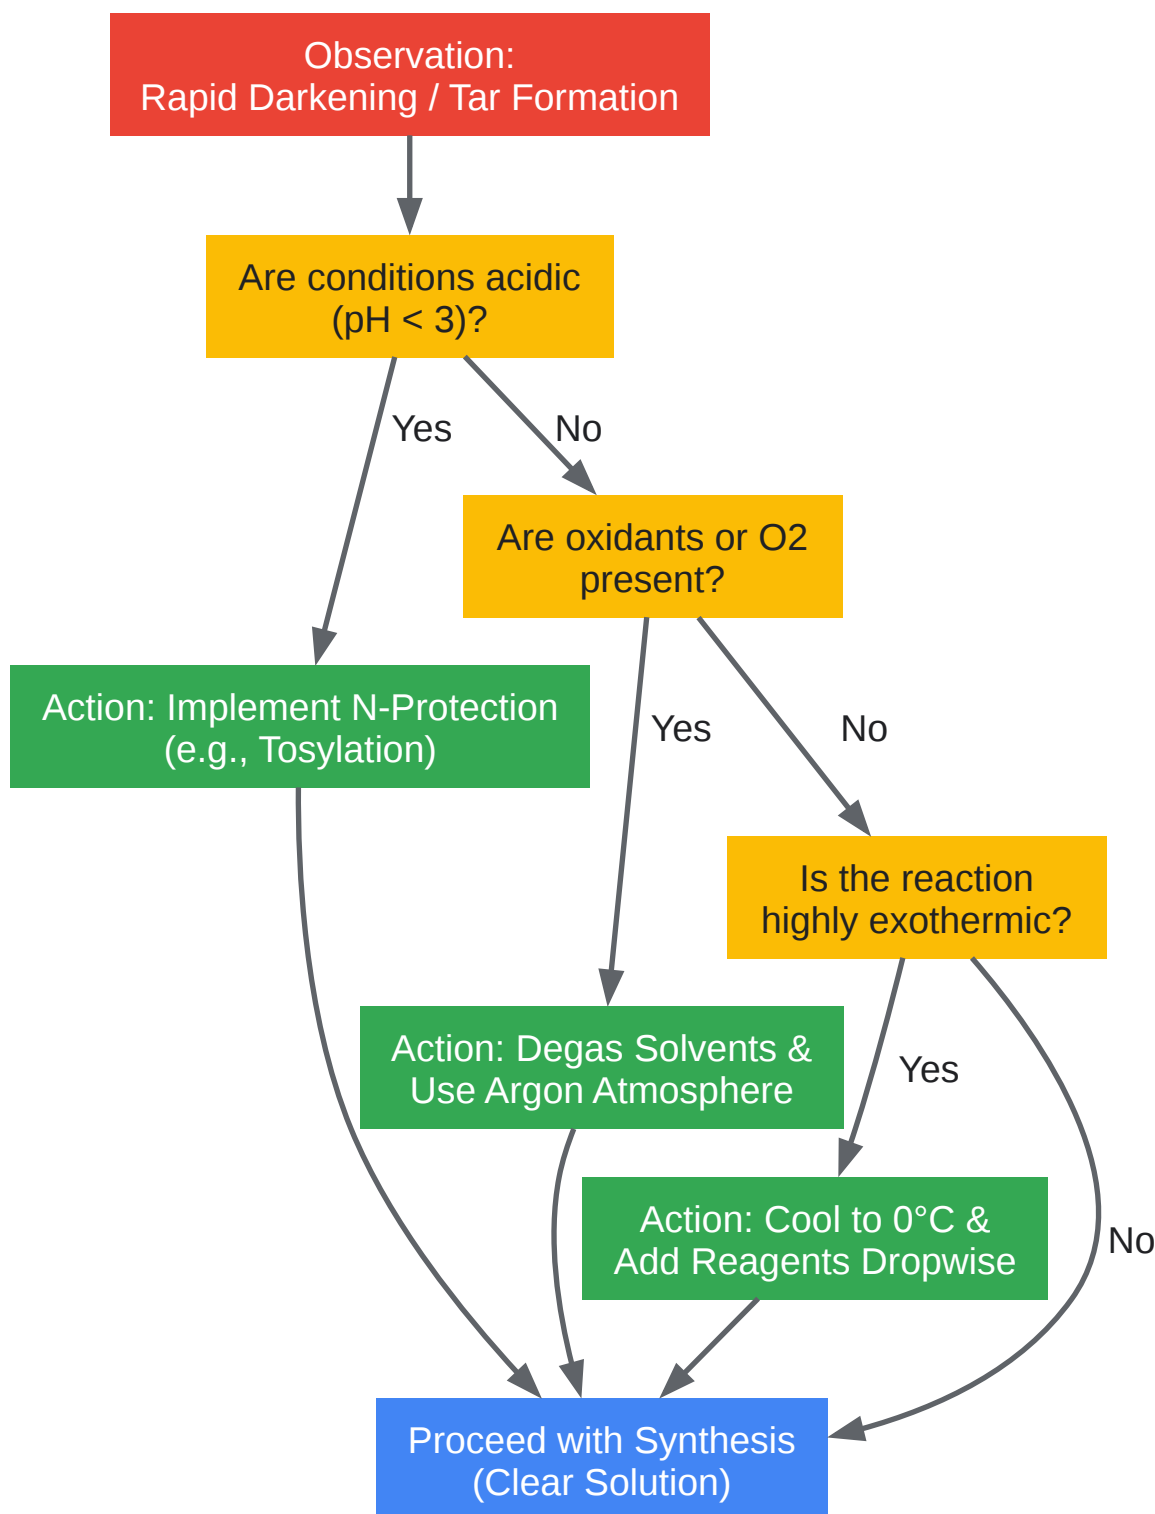 Observation:
Rapid Darkening / Tar Formation
Are conditions acidic
(pH < 3)?
Yes
No
Are oxidants or O2
present?
Action: Implement N-Protection
(e.g., Tosylation)
Yes
No
Is the reaction
highly exothermic?
Action: Degas Solvents &
Use Argon Atmosphere
Yes
Action: Cool to 0°C &
Add Reagents Dropwise
No
Proceed with Synthesis
(Clear Solution)